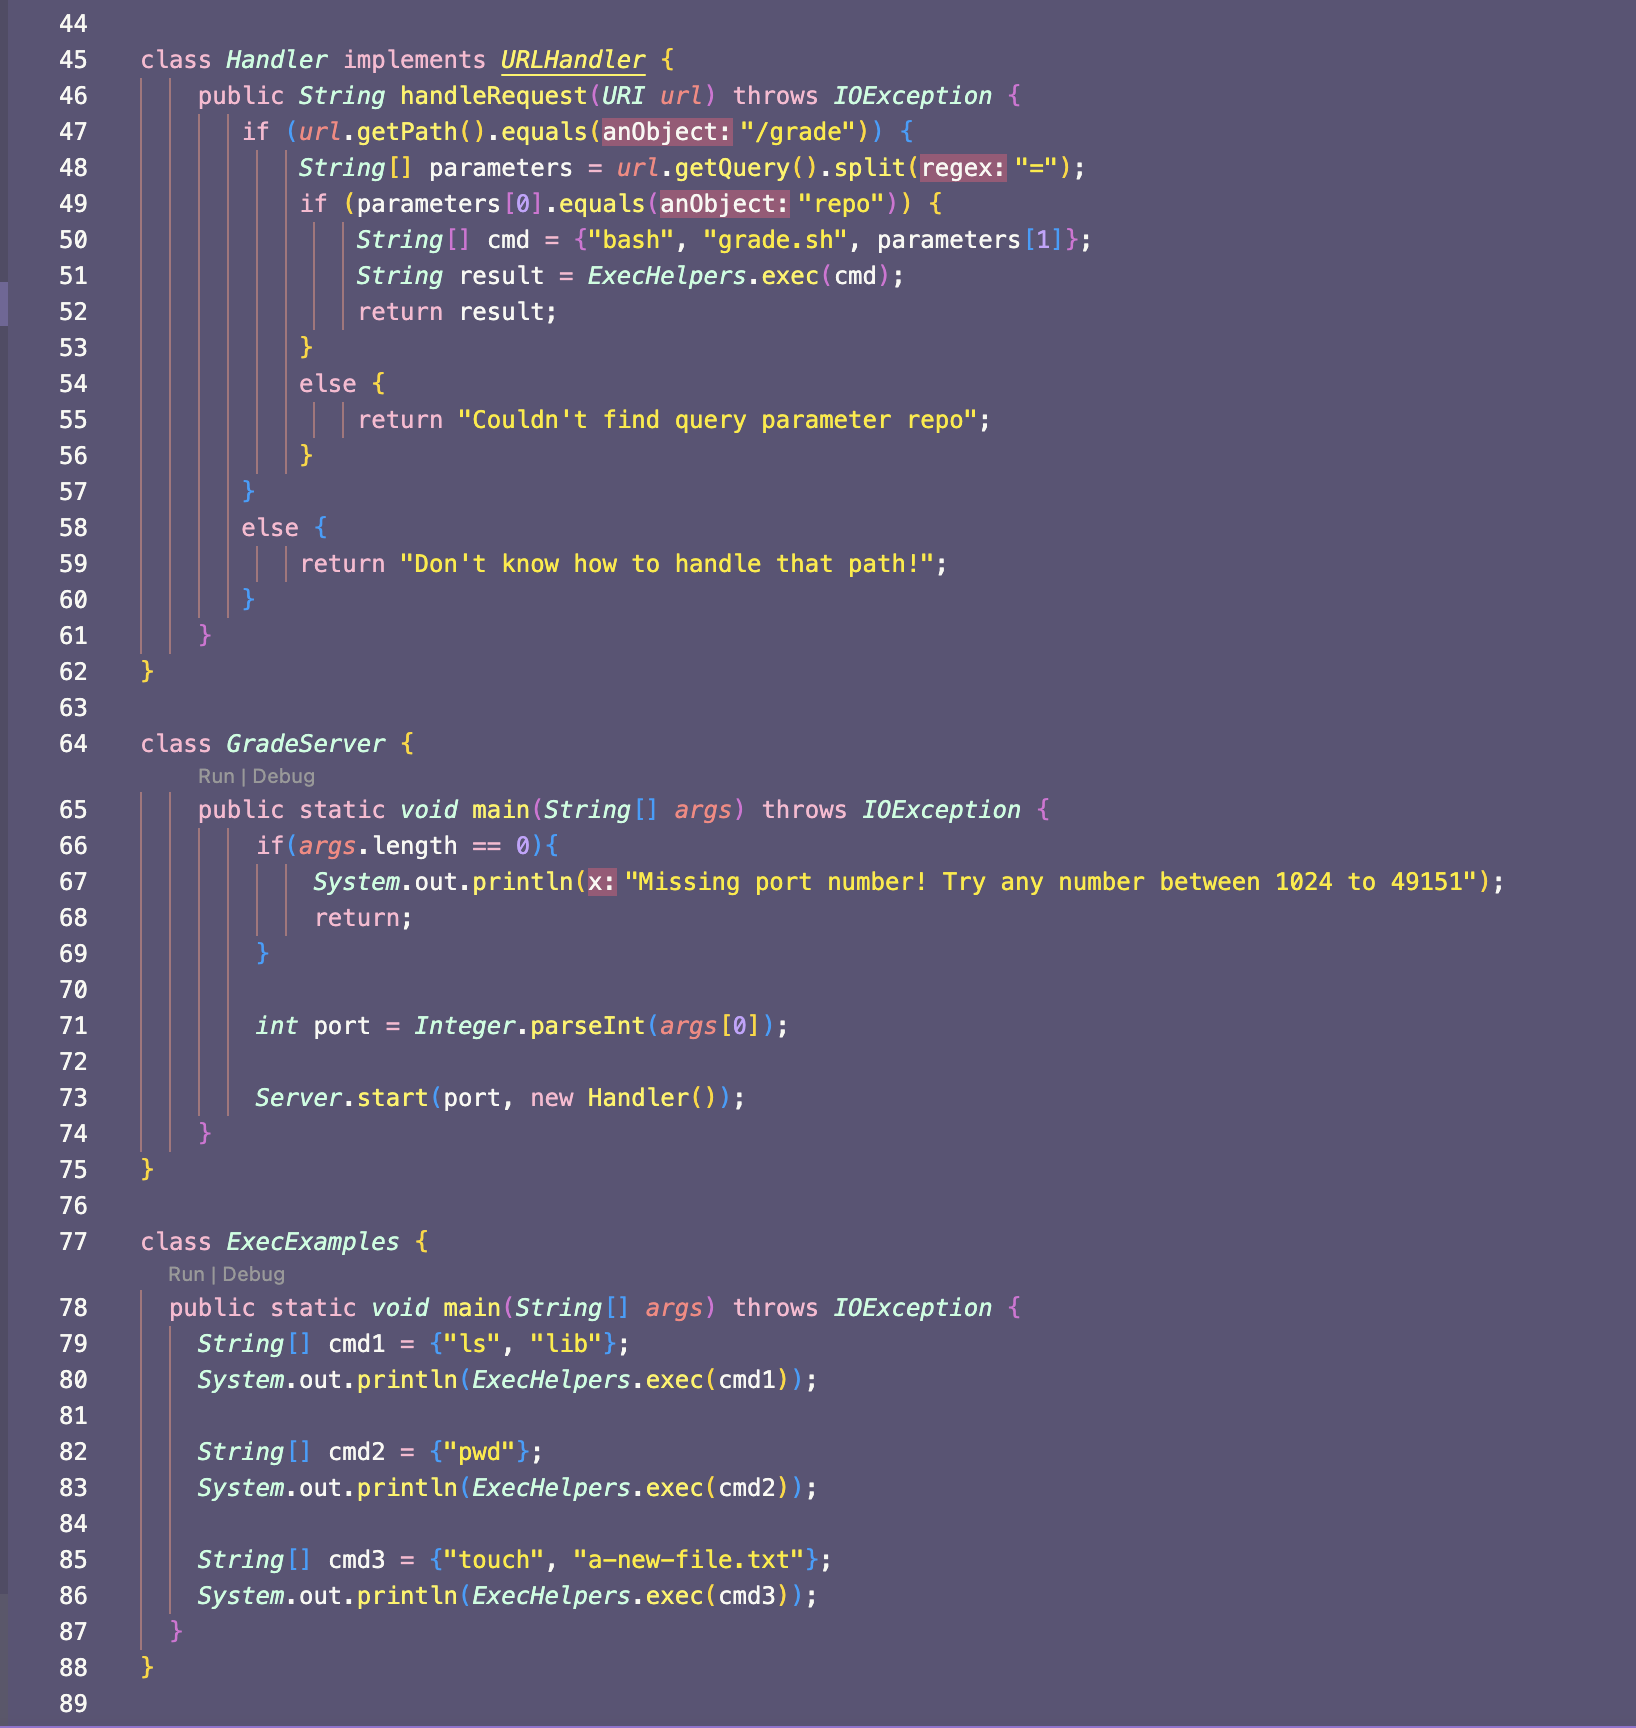 44
45 class Handler implements URLHandler {
46 public String handleRequest(URI url) throws IOException {
47 if (url.getPath().equals(anObject: "/grade")) {
48 String[] parameters = url.getQuery().split(regex: "=");
49 if (parameters[0].equals(anObject: "repo")) {
50 String[] cmd = {"bash", "grade.sh", parameters[1]};
51 String result = ExecHelpers.exec(cmd);
52 return result;
53 }
54 else {
55 return "Couldn't find query parameter repo";
56 }
57 }
58 else {
59 return "Don't know how to handle that path!";
60 }
61 }
62 }
63
64 class GradeServer {
Run | Debug
65 public static void main(String[] args) throws IOException {
66 if(args.length == 0){
67 System.out.println(x: "Missing port number! Try any number between 1024 to 49151");
68 return;
69 }
70
71 int port = Integer.parseInt(args[0]);
72
73 Server.start(port, new Handler());
74 }
75 }
76
77 class ExecExamples {
Run | Debug
78 public static void main(String[] args) throws IOException {
79 String[] cmd1 = {"ls", "lib"};
80 System.out.println(ExecHelpers.exec(cmd1));
81
82 String[] cmd2 = {"pwd"};
83 System.out.println(ExecHelpers.exec(cmd2));
84
85 String[] cmd3 = {"touch", "a-new-file.txt"};
86 System.out.println(ExecHelpers.exec(cmd3));
87 }
88 }
89